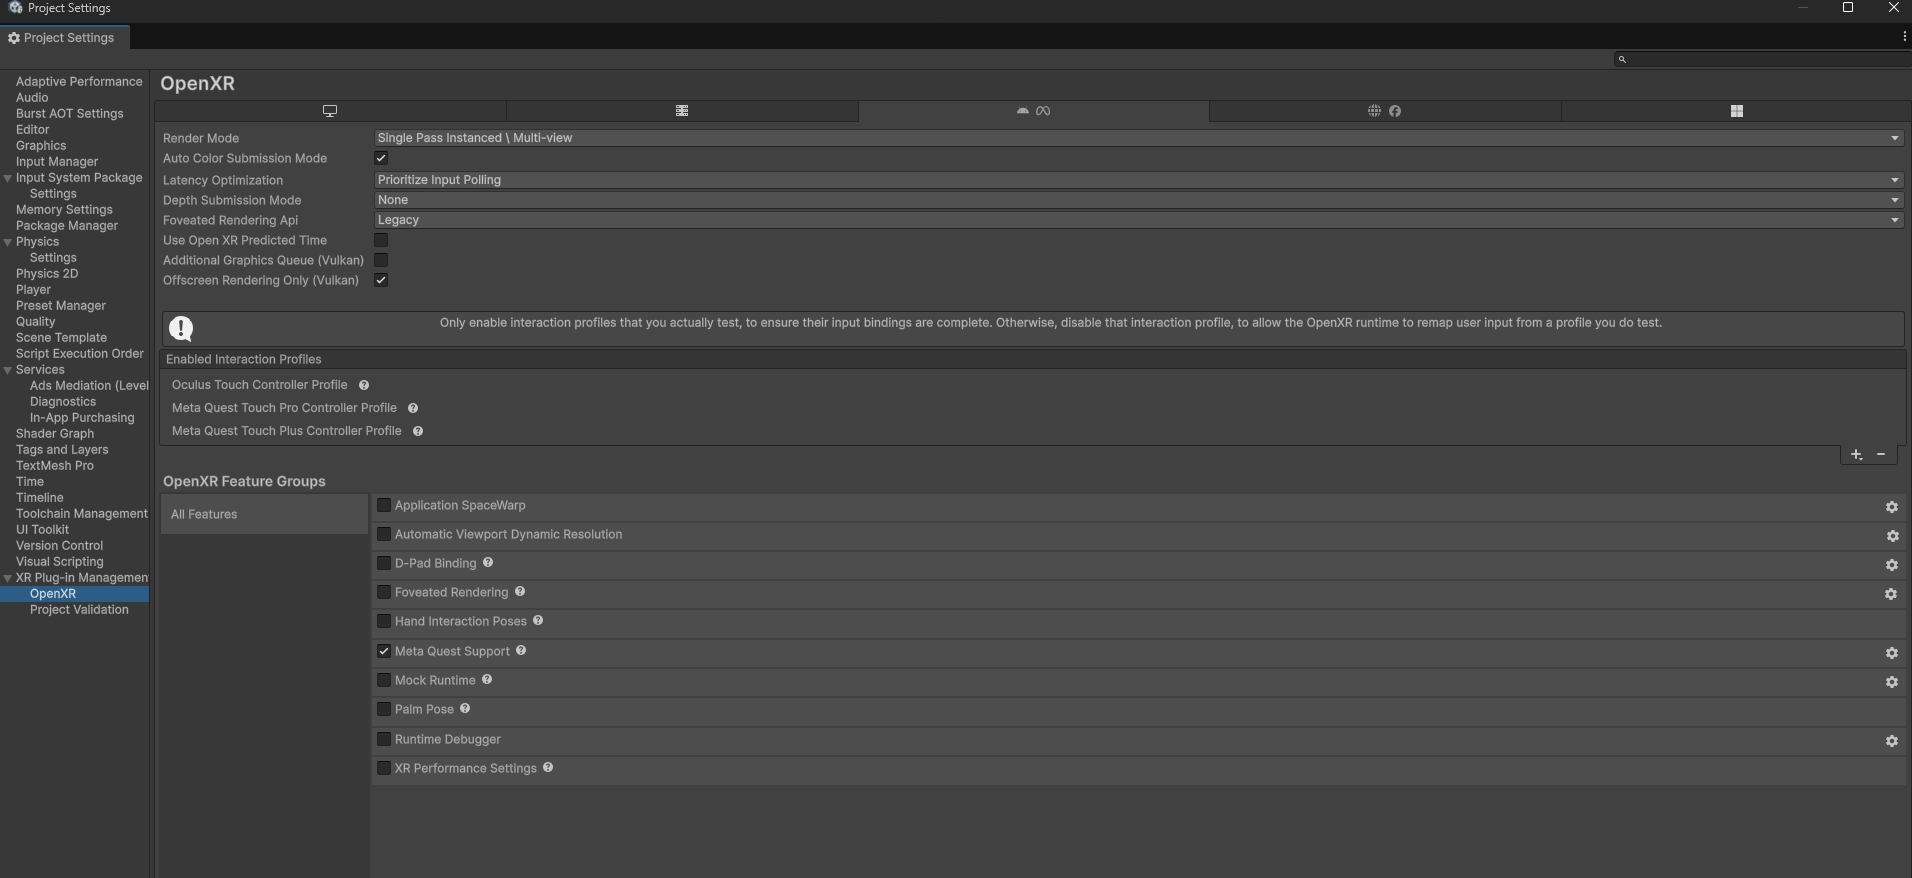 Project Settings
Project Settings
Adaptive Performance
Audio
Burst AOT Settings
Editor
Graphics
Input Manager
Input System Package
Settings
Memory Settings
Package Manager
Physics
Settings
Physics 2D
Player
Preset Manager
Quality
Scene Template
Script Execution Order
Services
Ads Mediation (Level
Diagnostics
In-App Purchasing
Shader Graph
Tags and Layers
TextMesh Pro
Time
Timeline
Toolchain Management
UI Toolkit
Version Control
Visual Scripting
XR Plug-in Managemen
OpenXR
Project Validation
OpenXR
Render Mode Single Pass Instanced \ Multi-view
Auto Color Submission Mode
Latency Optimization Prioritize Input Polling
Depth Submission Mode None
Foveated Rendering Api Legacy
Use Open XR Predicted Time
Additional Graphics Queue (Vulkan)
Offscreen Rendering Only (Vulkan)
Only enable interaction profiles that you actually test, to ensure their input bindings are complete. Otherwise, disable that interaction profile, to allow the OpenXR runtime to remap user input from a profile you do test.
Enabled Interaction Profiles
Oculus Touch Controller Profile
Meta Quest Touch Pro Controller Profile
Meta Quest Touch Plus Controller Profile
OpenXR Feature Groups
All Features
Application SpaceWarp
Automatic Viewport Dynamic Resolution
D-Pad Binding
Foveated Rendering
Hand Interaction Poses
Meta Quest Support
Mock Runtime
Palm Pose
Runtime Debugger
XR Performance Settings